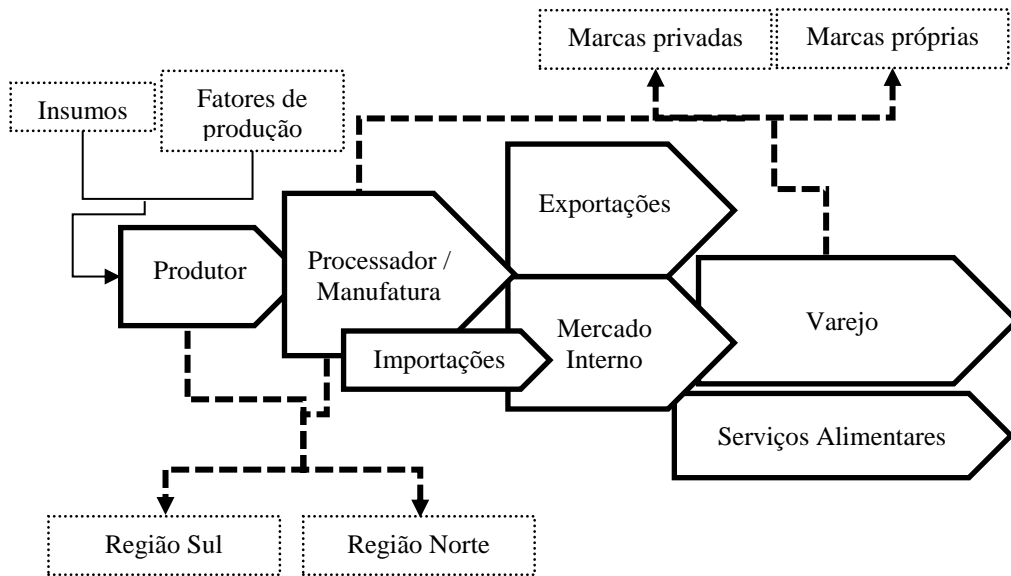 Marcas privadas
Marcas próprias
Insumos
Fatores de
produção
Exportações
Produtor
Processador /
Manufatura
Importações
Mercado
Interno
Varejo
Serviços Alimentares
Região Sul
Região Norte